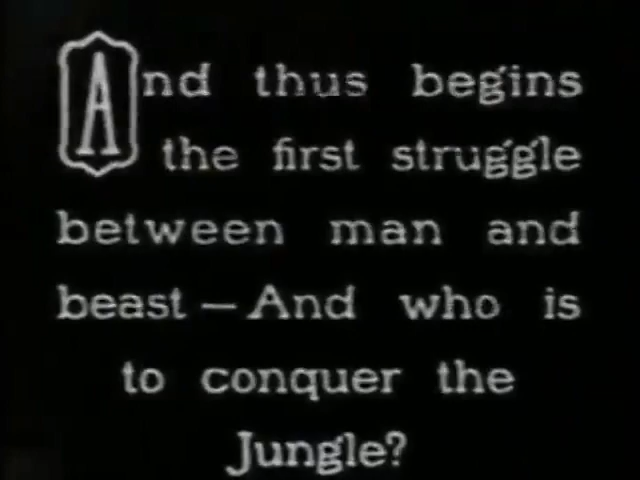 And thus begins
the first struggle
between man and
beast — And who is
to conquer the
Jungle?